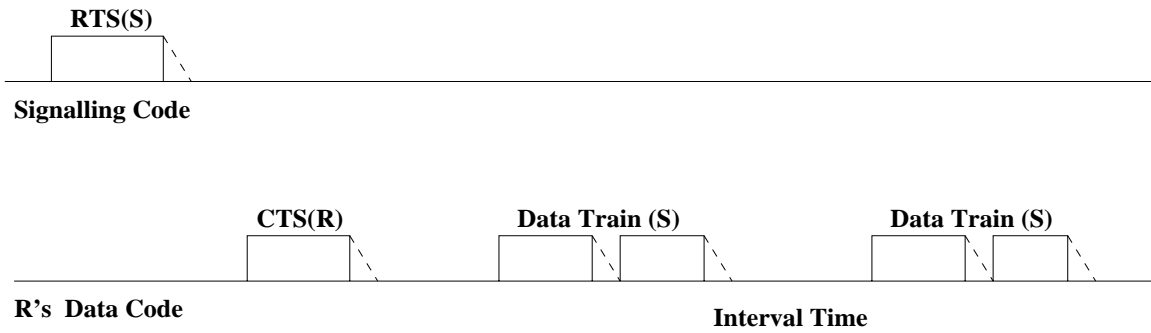 RTS(S)
Signalling Code
CTS(R)
Data Train (S)
Data Train (S)
R's Data Code
Interval Time